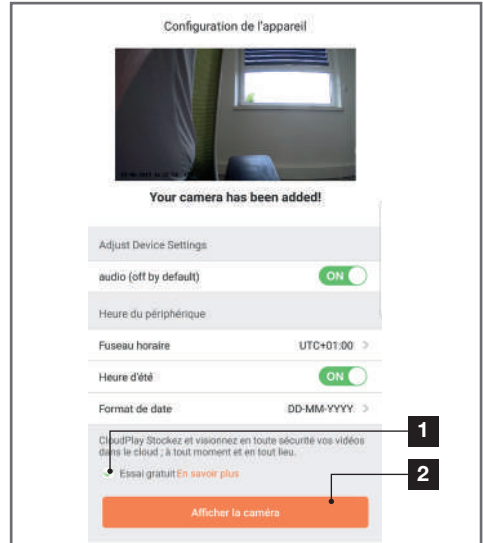 Configuration de l'appareil
Your camera has been added!
Adjust Device Settings
audio (off by default) ON
Heure du périphérique
Fuseau horaire UTC+01:00 >
Heure d'été ON
Format de date DD-MM-YYYY >
CloudPlay Stockez et visionnez en toute sécurité vos vidéos
dans le cloud ; à tout moment et en tout lieu.
1
Essai gratuit En savoir plus
2
Afficher la caméra